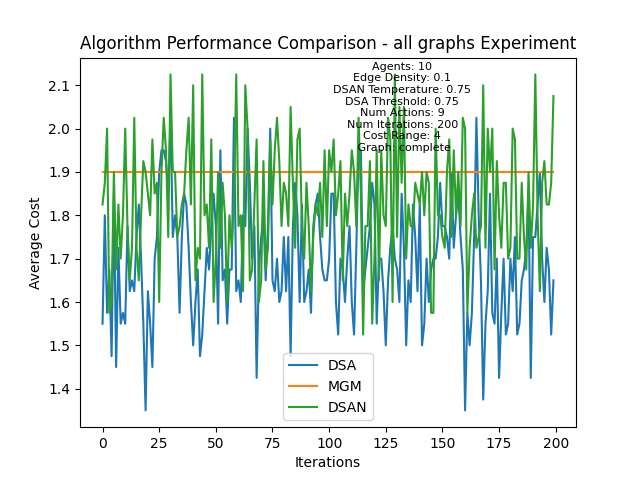 Algorithm Performance Comparison - all graphs Experiment
Agents: 10
Edge Density: 0.1
DSAN Temperature: 0.75
DSA Threshold: 0.75
Num Actions: 9
Num Iterations: 200
Cost Range: 4
Graph: complete
Average Cost
2.1
2.0
1.9
1.8
1.7
1.6
1.5
1.4
DSA
MGM
DSAN
0
25
50
75
100
125
150
175
200
Iterations